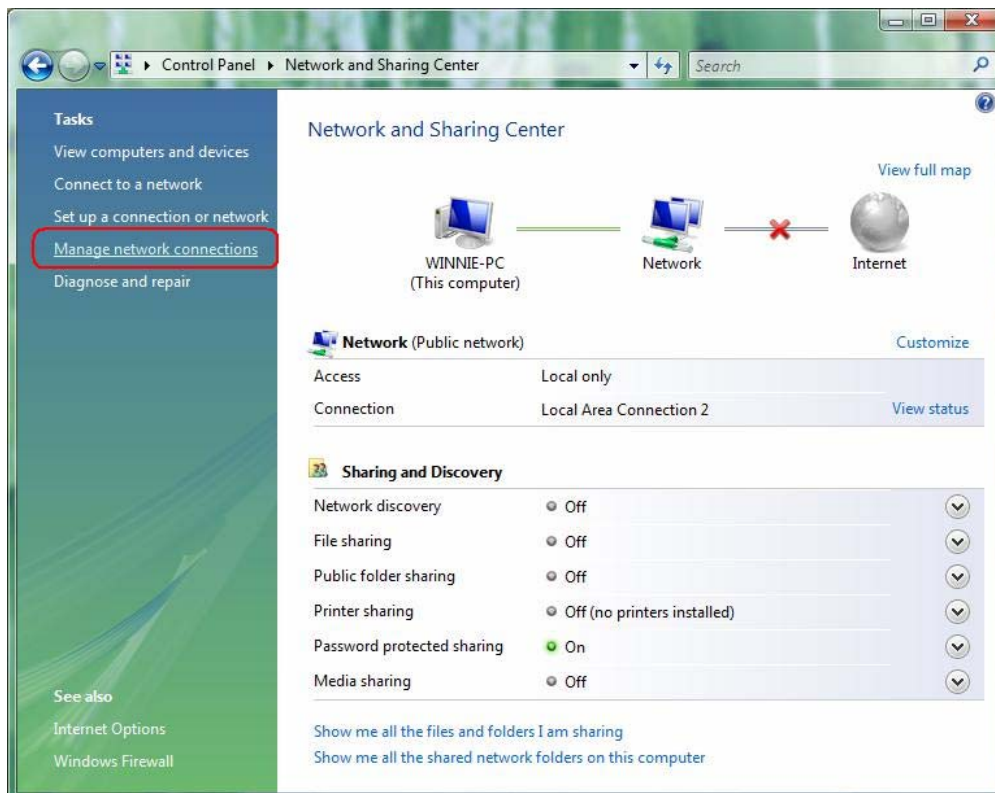 Control Panel ▸ Network and Sharing Center
Search
Tasks
View computers and devices
Connect to a network
Set up a connection or network
Manage network connections
Diagnose and repair
See also
Internet Options
Windows Firewall
Network and Sharing Center
View full map
WINNIE-PC
(This computer)
Network
Internet
Network (Public network)
Customize
Access Local only
Connection Local Area Connection 2 View status
Sharing and Discovery
Network discovery Off
File sharing Off
Public folder sharing Off
Printer sharing Off (no printers installed)
Password protected sharing On
Media sharing Off
Show me all the files and folders I am sharing
Show me all the shared network folders on this computer